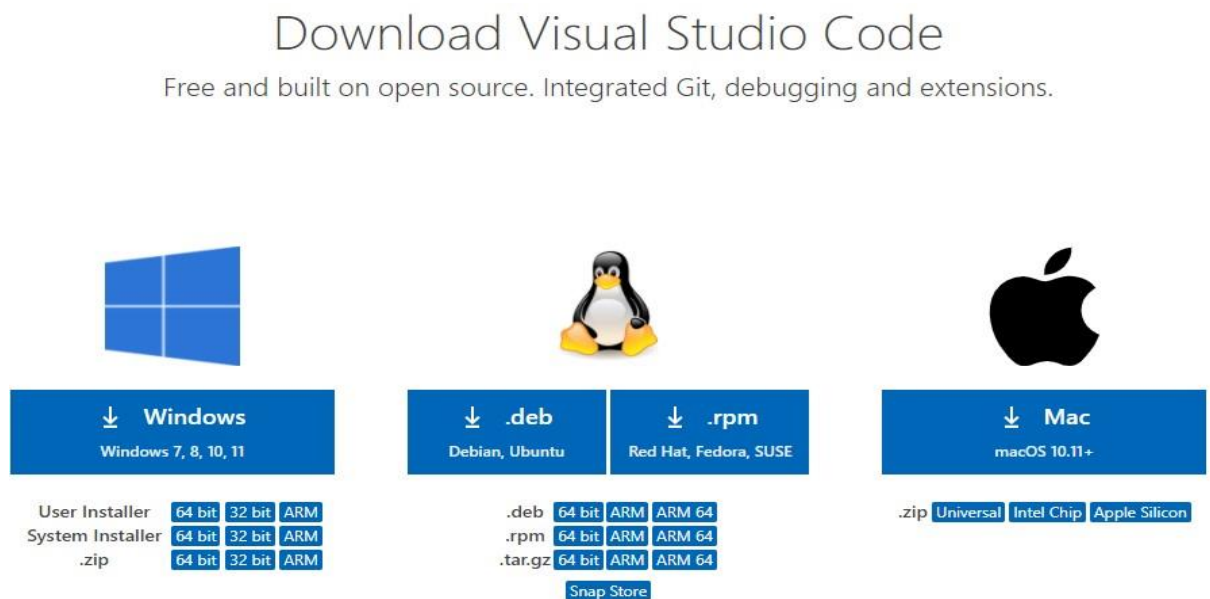 Download Visual Studio Code
Free and built on open source. Integrated Git, debugging and extensions.
Windows
Windows 7, 8, 10, 11
User Installer 64 bit 32 bit ARM
System Installer 64 bit 32 bit ARM
.zip 64 bit 32 bit ARM
.deb
Debian, Ubuntu
.rpm
Red Hat, Fedora, SUSE
.deb 64 bit ARM ARM 64
.rpm 64 bit ARM ARM 64
.tar.gz 64 bit ARM ARM 64
Snap Store
Mac
macOS 10.11+
.zip Universal Intel Chip Apple Silicon